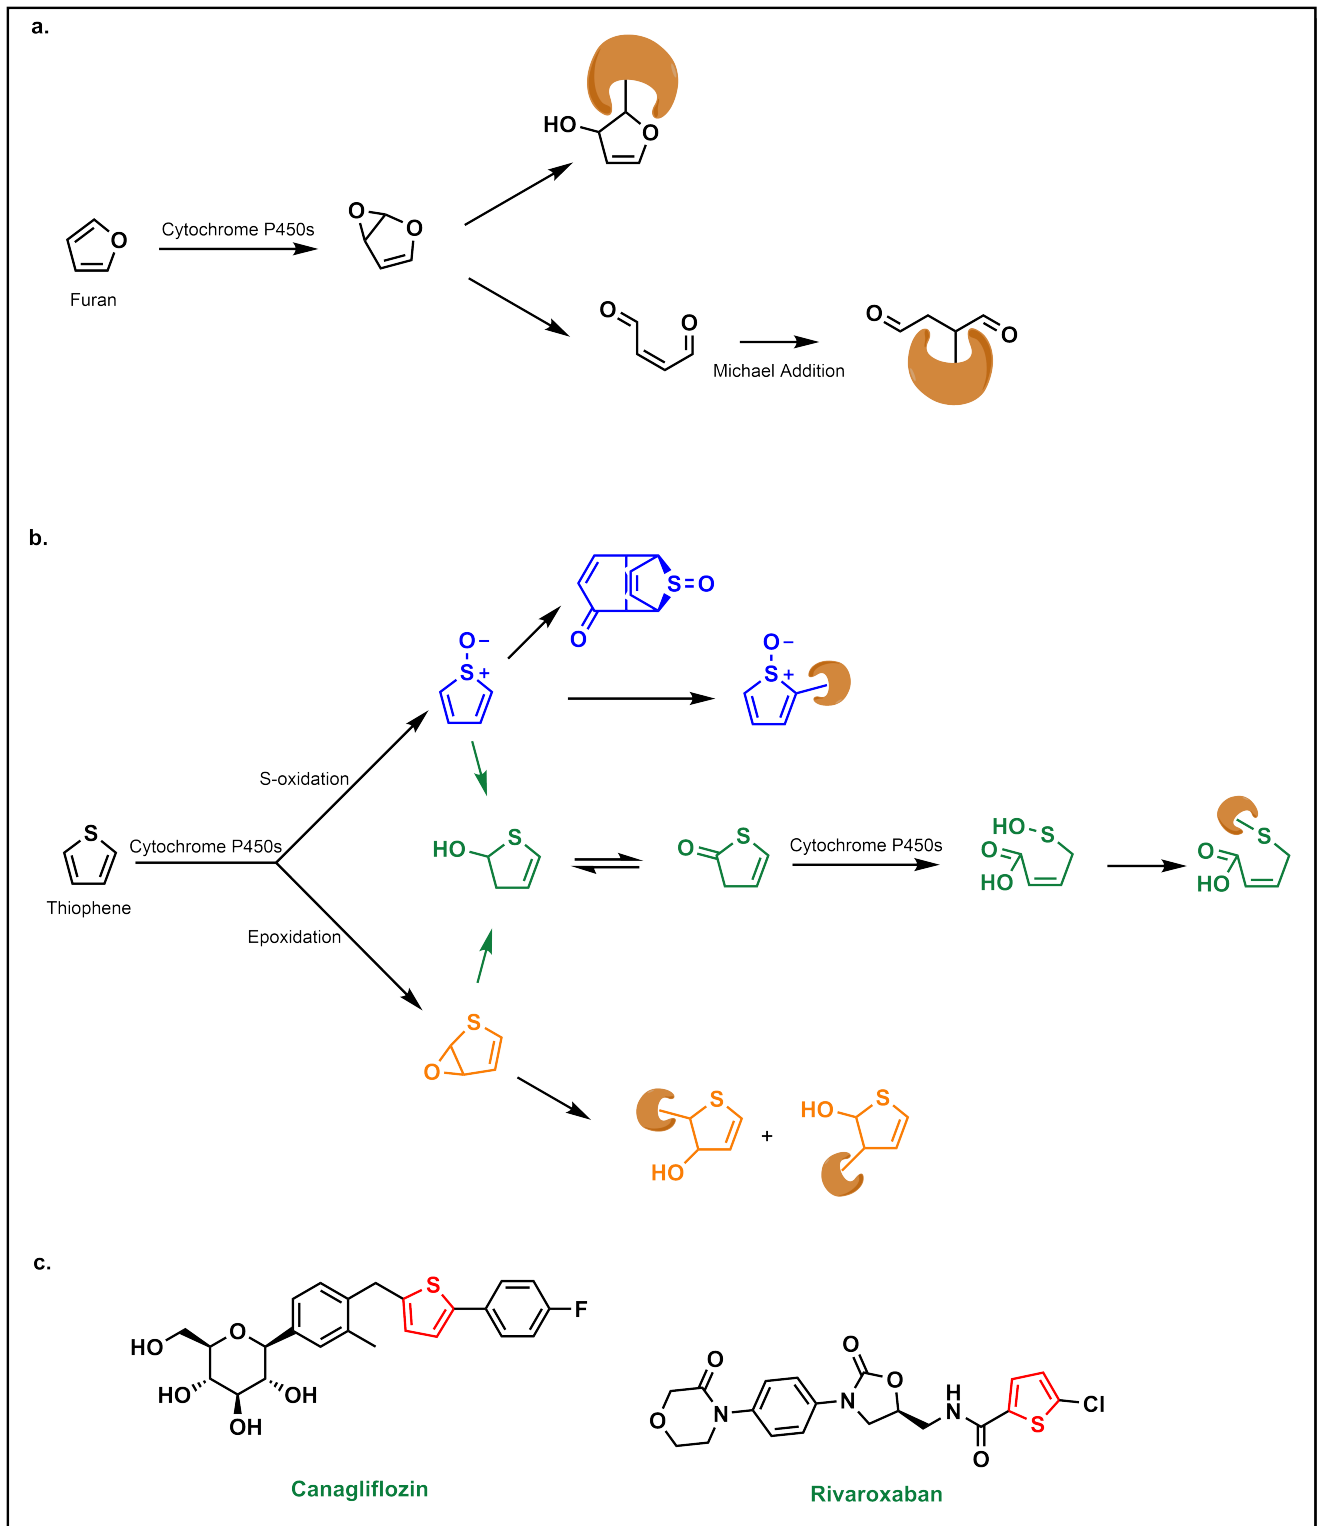 a.
HO
O
Cytochrome P450s
O
O
O
Furan
O
O
Michael Addition
O
O
b.
S=O
O
O−
S+
O−
S+
S-oxidation
S
Cytochrome P450s
Thiophene
HO
S
O
S
Cytochrome P450s
HO-S
O
HO
S
O
HO
Epoxidation
S
O
S
HO
+
HO
S
c.
S
F
O
HO
HO
OH
OH
Canagliflozin
O
O
N
O
N
O
H
N
O
S
Cl
Rivaroxaban